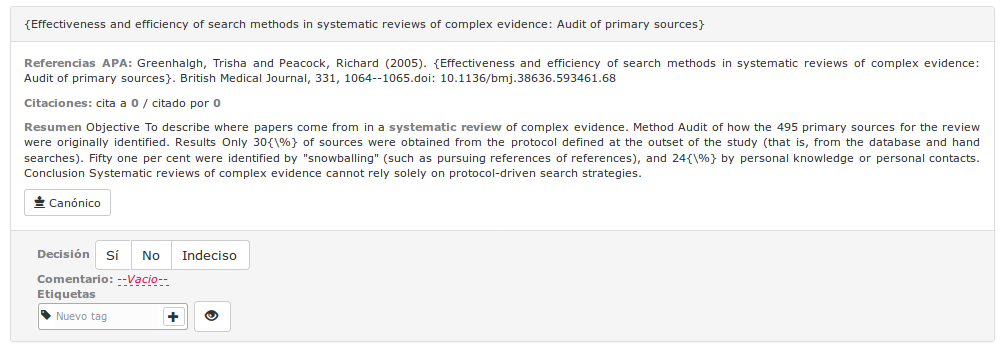 {Effectiveness and efficiency of search methods in systematic reviews of complex evidence: Audit of primary sources}
Referencias APA: Greenhalgh, Trisha and Peacock, Richard (2005). {Effectiveness and efficiency of search methods in systematic reviews of complex evidence:
Audit of primary sources}. British Medical Journal, 331, 1064--1065.doi: 10.1136/bmj.38636.593461.68
Citaciones: cita a 0 / citado por 0
Resumen Objective To describe where papers come from in a systematic review of complex evidence. Method Audit of how the 495 primary sources for the review
were originally identified. Results Only 30{\%} of sources were obtained from the protocol defined at the outset of the study (that is, from the database and hand
searches). Fifty one per cent were identified by "snowballing" (such as pursuing references of references), and 24{\%} by personal knowledge or personal contacts.
Conclusion Systematic reviews of complex evidence cannot rely solely on protocol-driven search strategies.
Canónico
Decisión Sí No Indeciso
Comentario: --Vacio--
Etiquetas
Nuevo tag